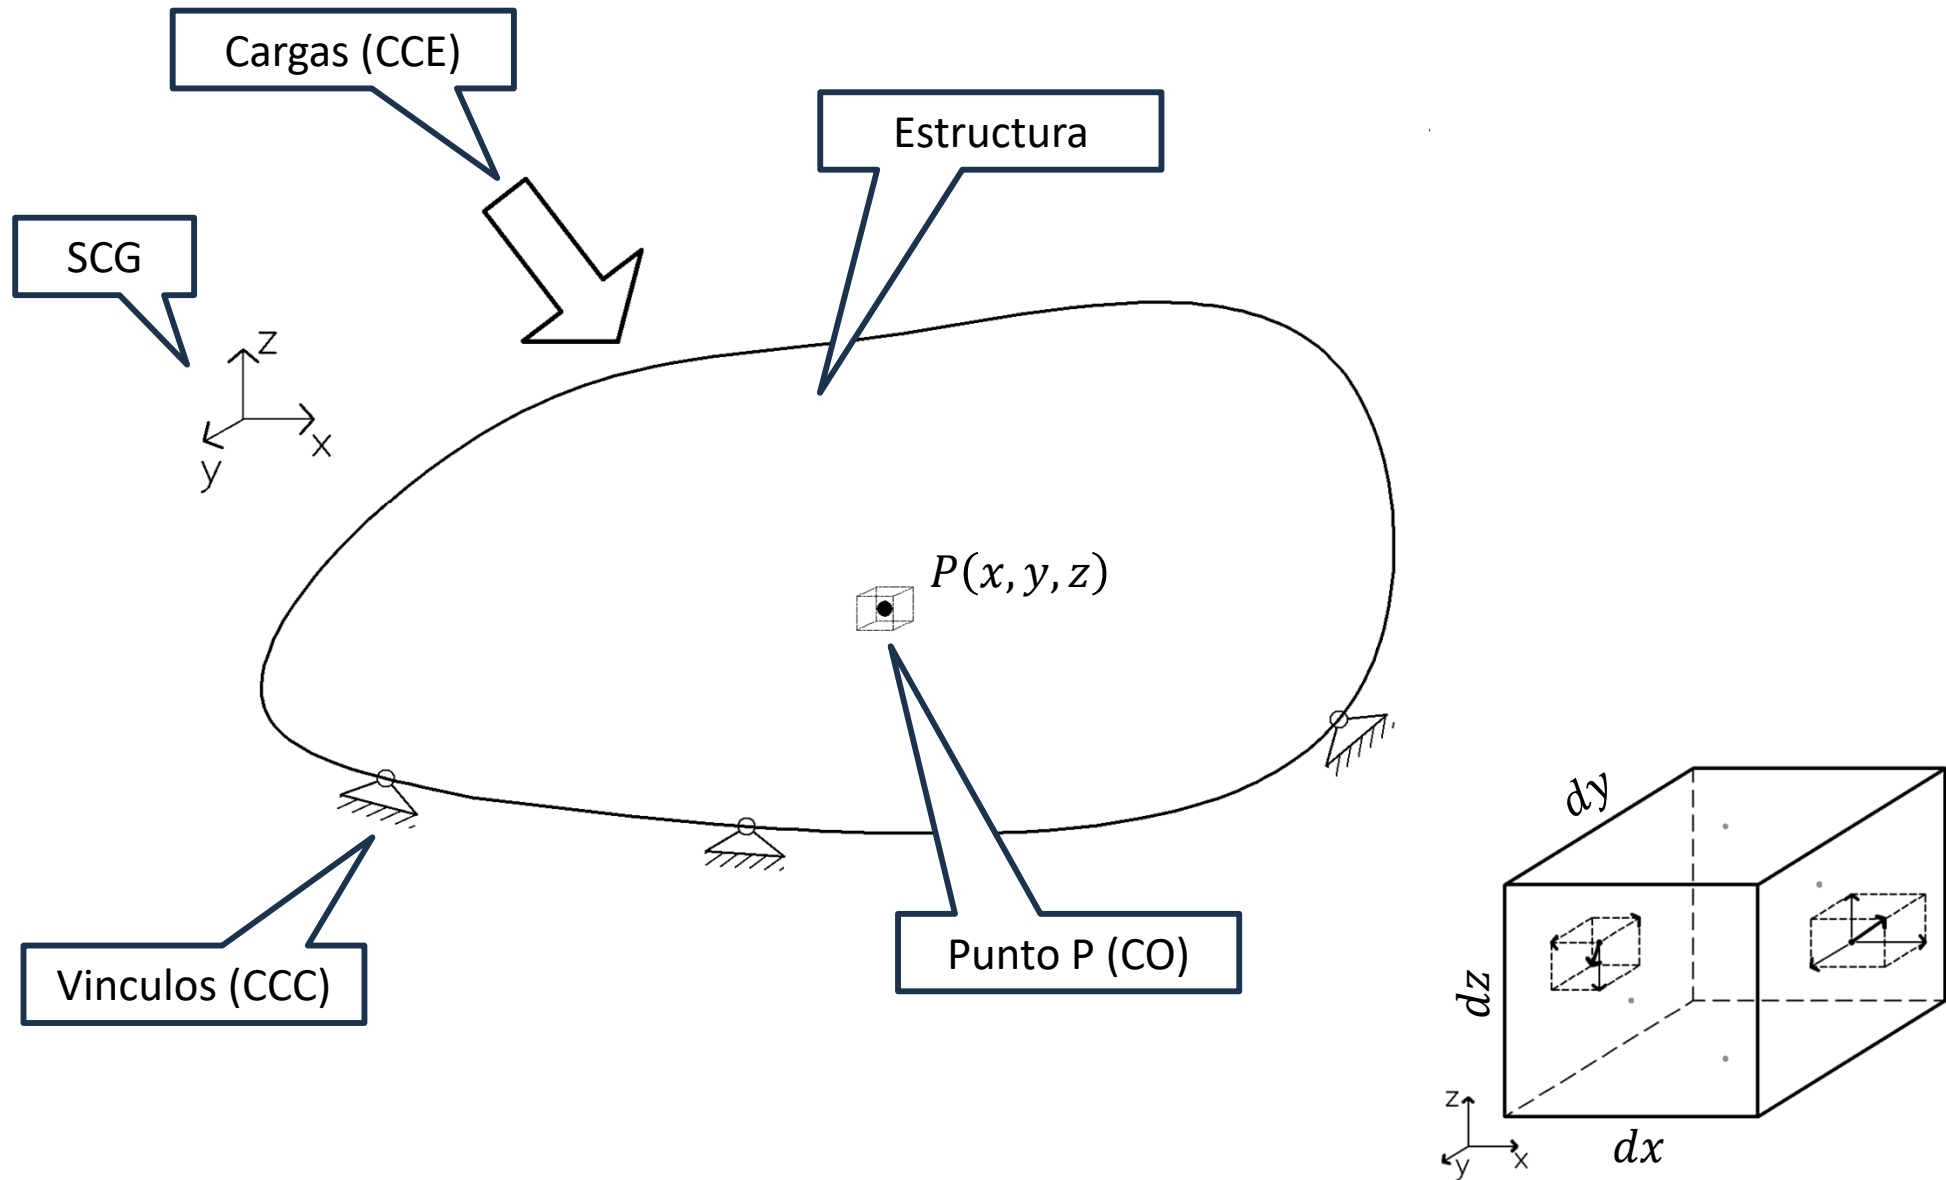 Cargas (CCE)
Estructura
SCG
z
x
y
P(x, y, z)
Vinculos (CCC)
Punto P (CO)
dy
dz
dx
z
x
y